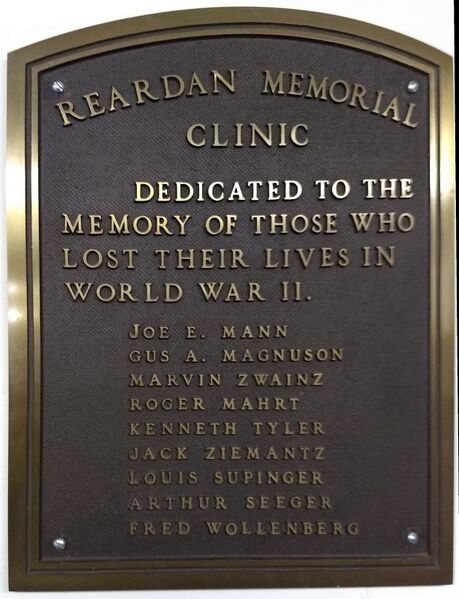 REARDAN MEMORIAL
CLINIC
DEDICATED TO THE
MEMORY OF THOSE WHO
LOST THEIR LIVES IN
WORLD WAR II.
JOE E. MANN
GUS A. MAGNUSON
MARVIN ZWAINZ
ROGER MAHRT
KENNETH TYLER
JACK ZIEMANTZ
LOUIS SUPINGER
ARTHUR SEEGER
FRED WOLLENBERG